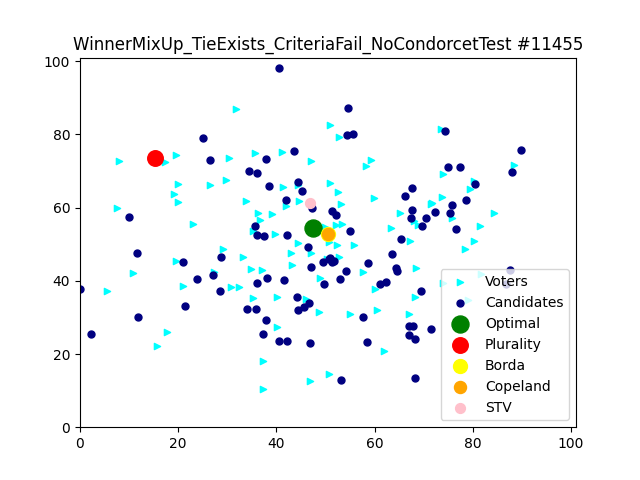 WinnerMixUp_TieExists_CriteriaFail_NoCondorcetTest #11455
100
80
60
40
20
0
0 20 40 60 80 100
Voters
Candidates
Optimal
Plurality
Borda
Copeland
STV